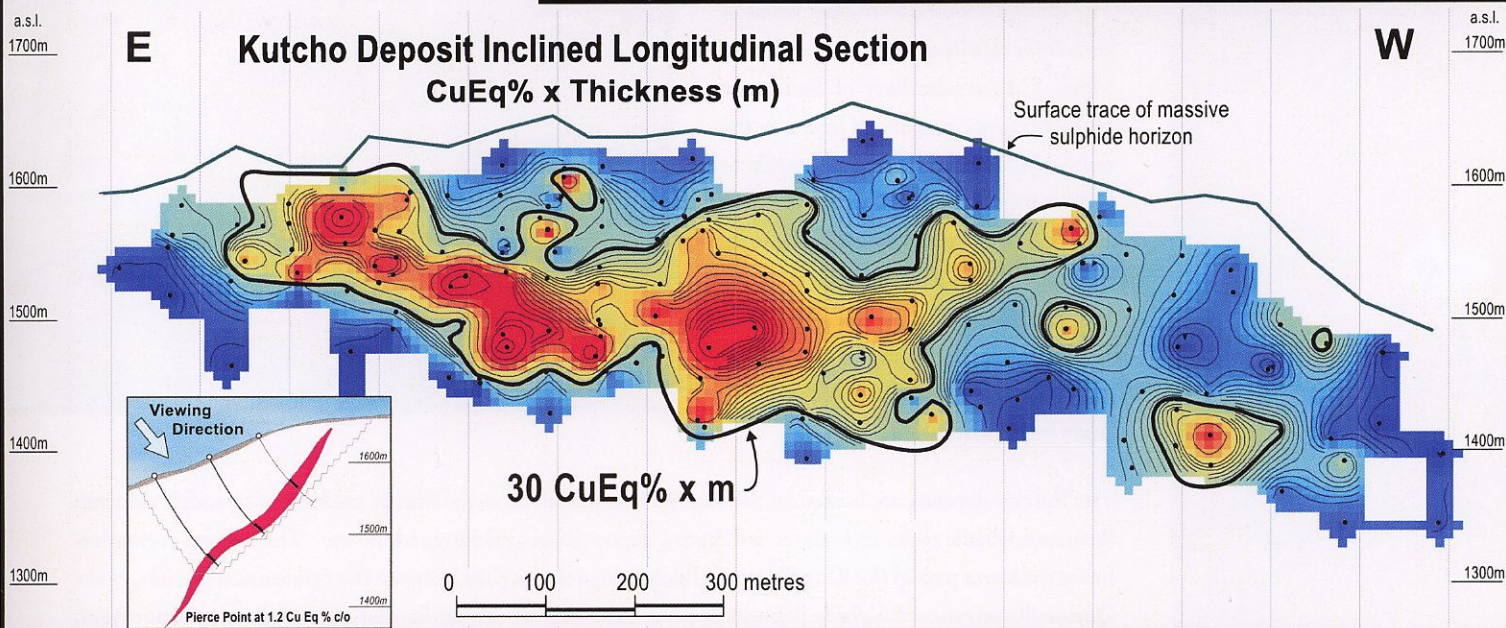 a.s.l.
a.s.l.
E
Kutcho Deposit Inclined Longitudinal Section
W
1700m
1700m
CuEq% x Thickness (m)
Surface trace of massive
sulphide horizon
1600m
1600m
1500m
1500m
1400m
1400m
1300m
1300m
30 CuEq% x m
0 100 200 300 metres
Viewing
Direction
1600m
1500m
1400m
Pierce Point at 1.2 Cu Eq % c/o